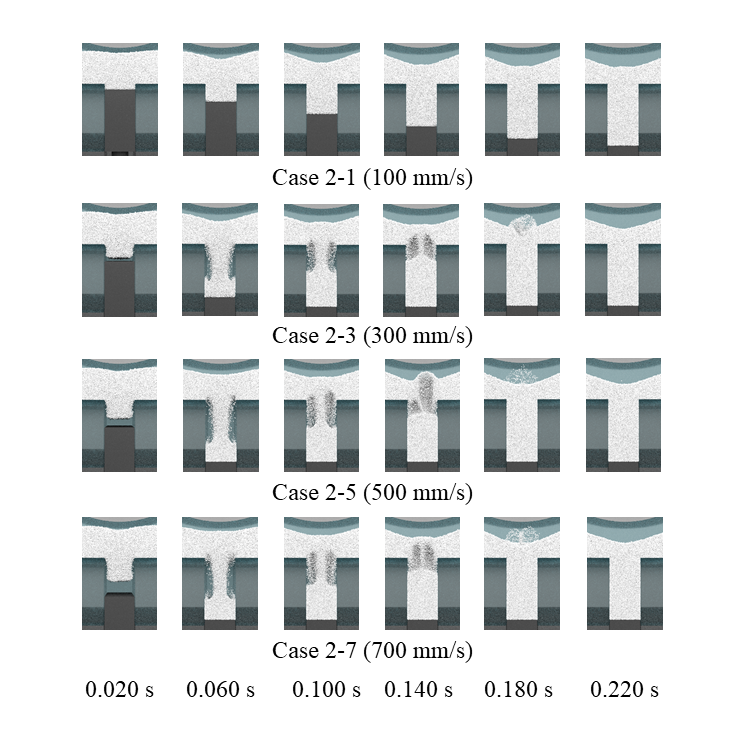 Case 2-1 (100 mm/s)
Case 2-3 (300 mm/s)
Case 2-5 (500 mm/s)
Case 2-7 (700 mm/s)
0.020 s 0.060 s 0.100 s 0.140 s 0.180 s 0.220 s